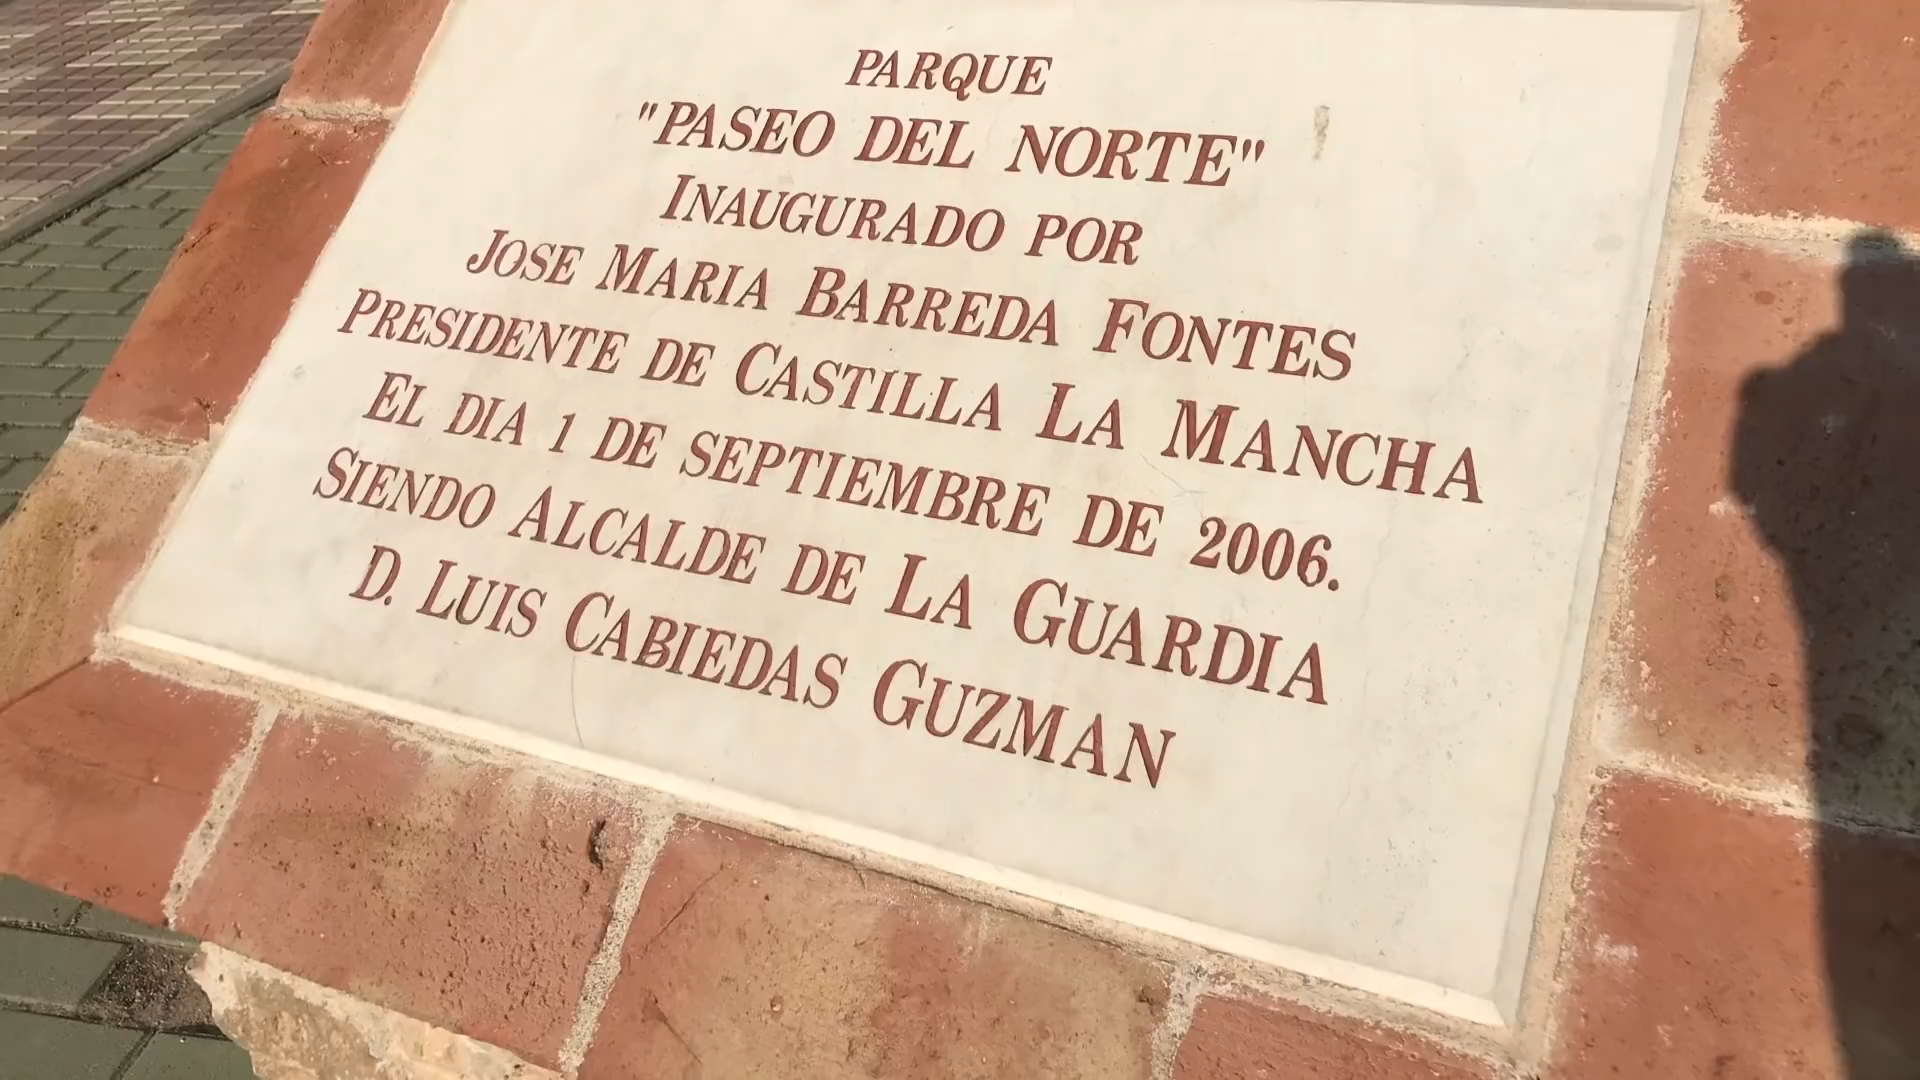 PARQUE
"PASEO DEL NORTE"
INAUGURADO POR
JOSE MARIA BARREDA FONTES
PRESIDENTE DE CASTILLA LA MANCHA
EL DIA 1 DE SEPTIEMBRE DE 2006.
SIENDO ALCALDE DE LA GUARDIA
D. LUIS CABIEDAS GUZMAN